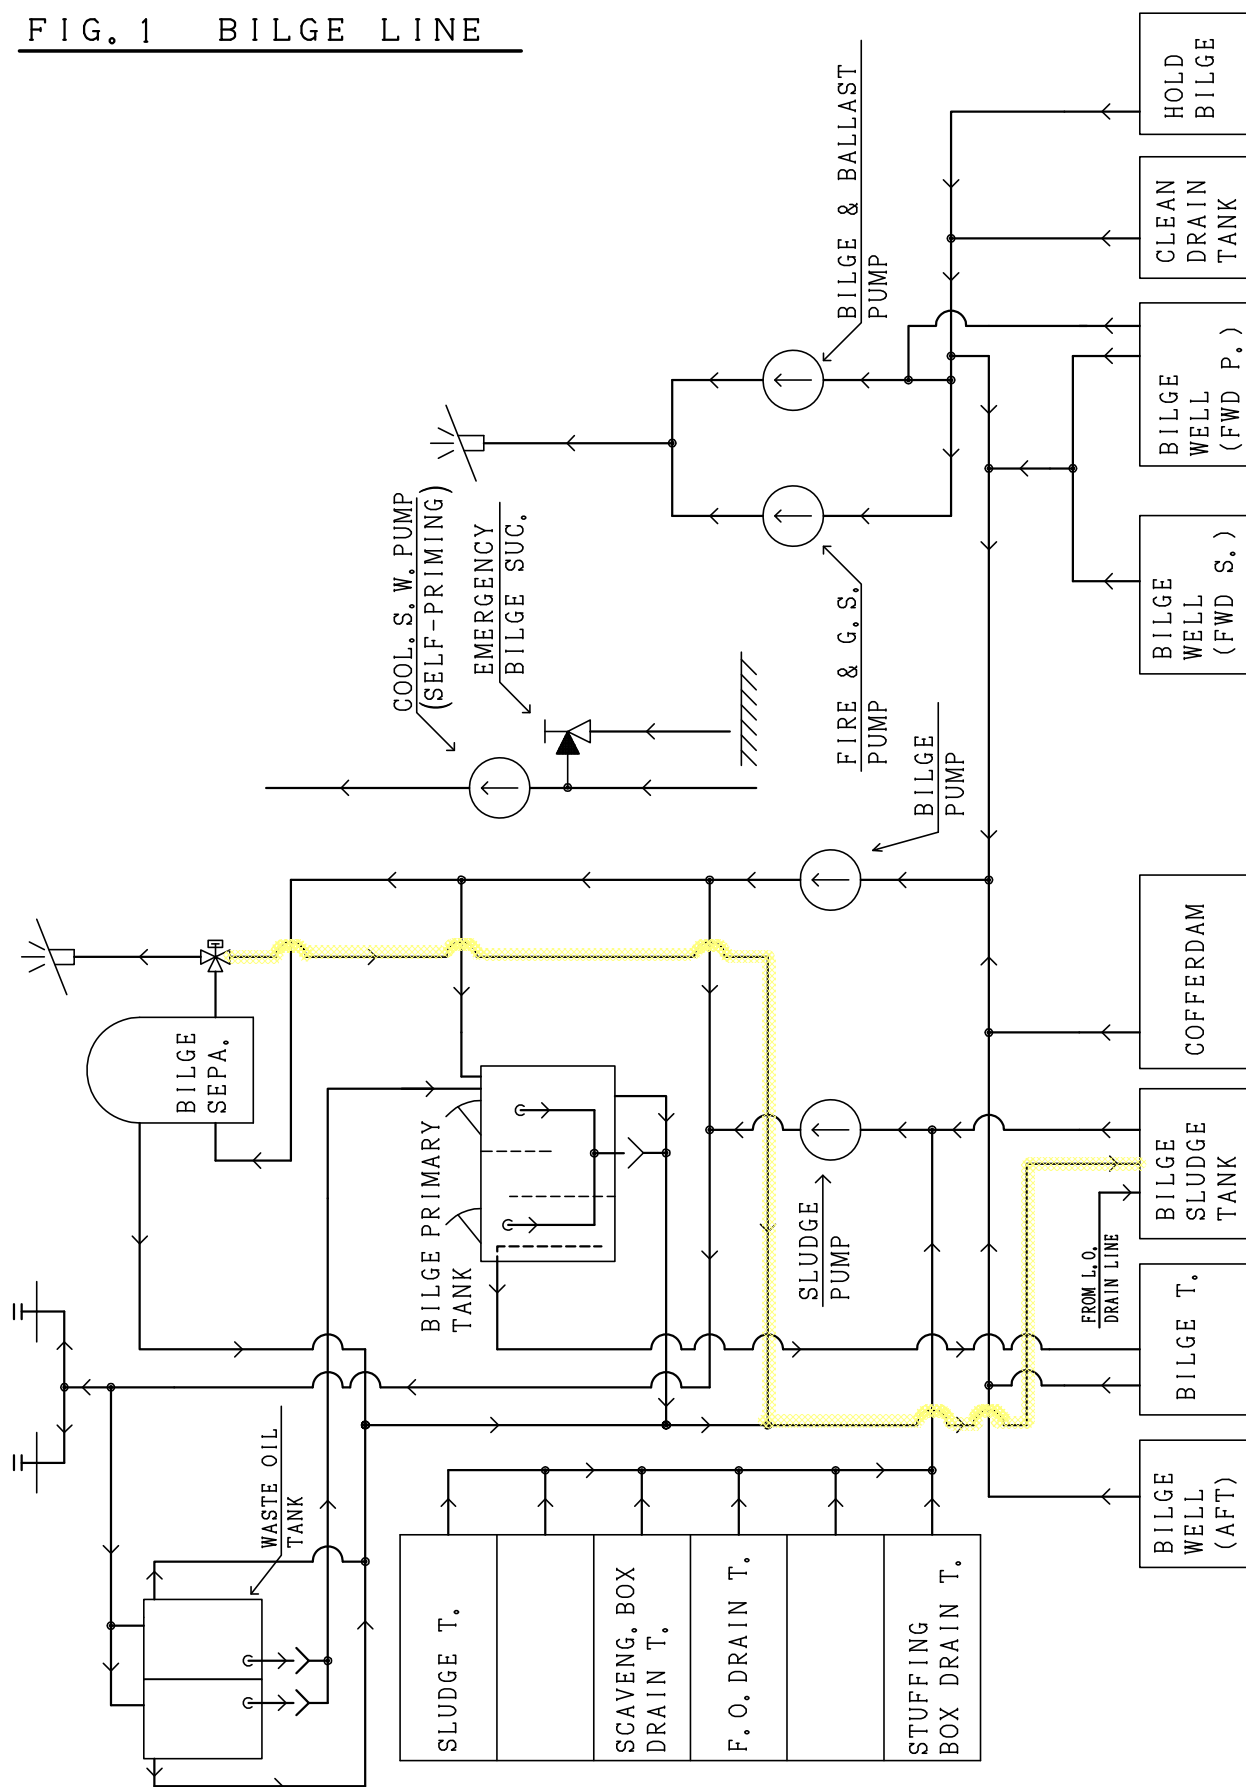 FIG. 1 BILGE LINE
HOLD
BILGE
CLEAN
DRAIN
TANK
BILGE
WELL
(FWD P.)
BILGE
WELL
(FWD S.)
BILGE & BALLAST
PUMP
COOL. S. W. PUMP
(SELF-PRIMING)
EMERGENCY
BILGE SUC.
FIRE & G. S.
PUMP
BILGE
PUMP
COFFERDAM
BILGE
SEPA.
BILGE PRIMARY
TANK
SLUDGE
PUMP
BILGE
SLUDGE
TANK
FROM L.O.
DRAIN LINE
BILGE T.
BILGE
WELL
(AFT)
WASTE OIL
TANK
SLUDGE T.
SCAVENG. BOX
DRAIN T.
F. O. DRAIN T.
STUFFING
BOX DRAIN T.